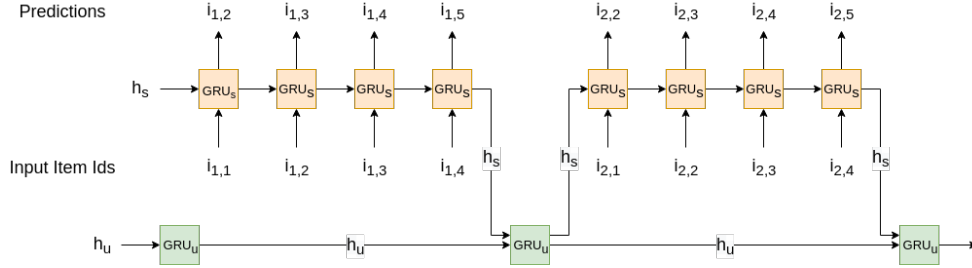 Predictions i1,2 i1,3 i1,4 i1,5 i2,2 i2,3 i2,4 i2,5
hs GRUs GRUs GRUs GRUs GRUs GRUs GRUs GRUs
Input Item Ids i1,1 i1,2 i1,3 i1,4 hs hs i2,1 i2,2 i2,3 i2,4 hs
hu GRUu hu GRUu hu GRUu